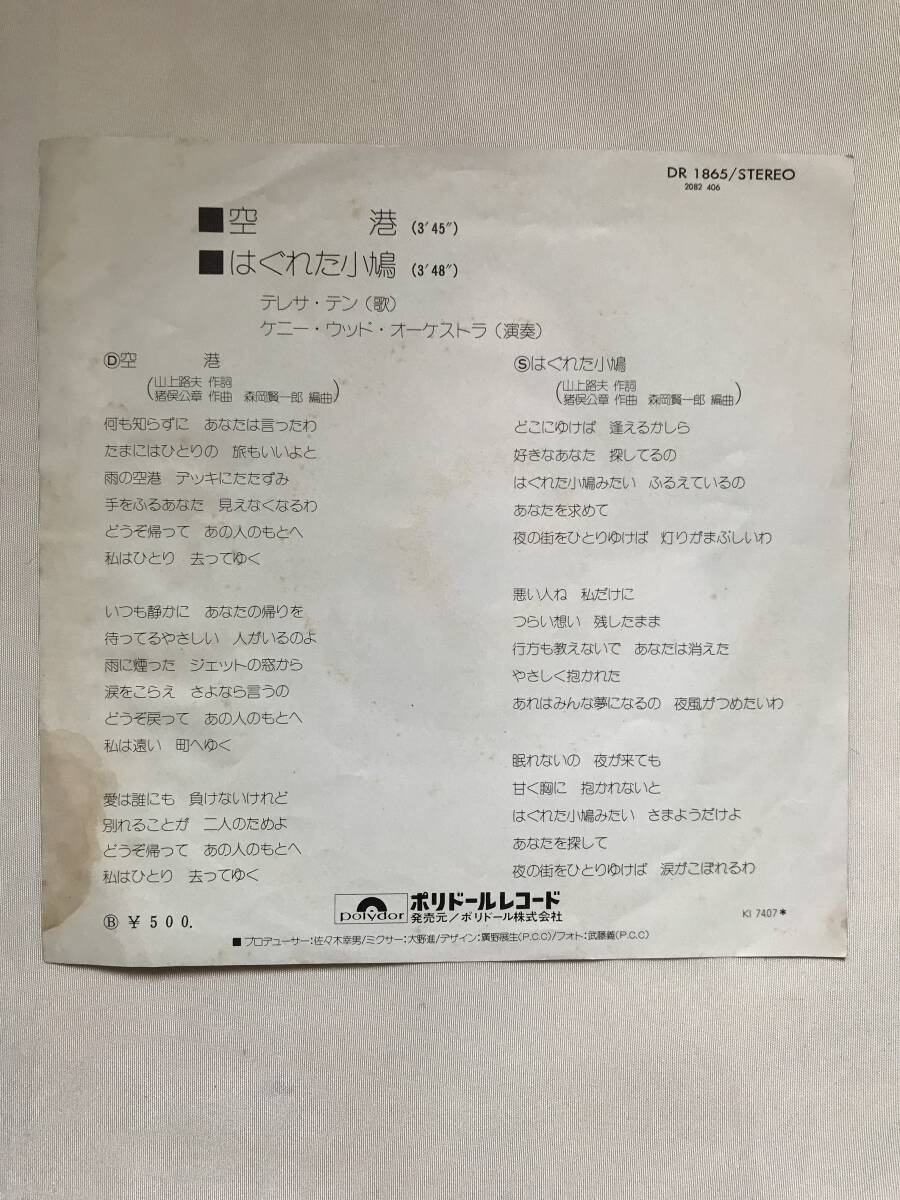 DR 1865/STEREO
2082 406
■空　港 (3′45″)
■はぐれた小鳩 (3′48″)
テレサ・テン（歌）
ケニー・ウッド・オーケストラ（演奏）
Ⓓ空　港
（山上路夫 作詞
猪俣公章 作曲　森岡賢一郎 編曲）
何も知らずに　あなたは言ったわ
たまにはひとりの　旅もいいよと
雨の空港　デッキにたたずみ
手をふるあなた　見えなくなるわ
どうぞ帰って　あの人のもとへ
私はひとり　去ってゆく
いつも静かに　あなたの帰りを
待ってるやさしい　人がいるのよ
雨に煙った　ジェットの窓から
涙をこらえ　さよなら言うの
どうぞ戻って　あの人のもとへ
私は遠い　町へゆく
愛は誰にも　負けないけれど
別れることが　二人のためよ
どうぞ帰って　あの人のもとへ
私はひとり　去ってゆく
Ⓢはぐれた小鳩
（山上路夫 作詞
猪俣公章 作曲　森岡賢一郎 編曲）
どこにゆけば　逢えるかしら
好きなあなた　探してるの
はぐれた小鳩みたい　ふるえているの
あなたを求めて
夜の街をひとりゆけば　灯りがまぶしいわ
悪い人ね　私だけに
つらい想い　残したまま
行方も教えないで　あなたは消えた
やさしく抱かれた
あれはみんな夢になるの　夜風がつめたいわ
眠れないの　夜が来ても
甘く胸に　抱かれないと
はぐれた小鳩みたい　さまようだけよ
あなたを探して
夜の街をひとりゆけば　涙がこぼれるわ
Ⓑ ￥500.
polydor
ポリドールレコード
発売元／ポリドール株式会社
KI 7407*
■プロデューサー:佐々木幸男/ミクサー:大野進/デザイン:廣野展生(P.C.C)/フォト:武藤義(P.C.C)